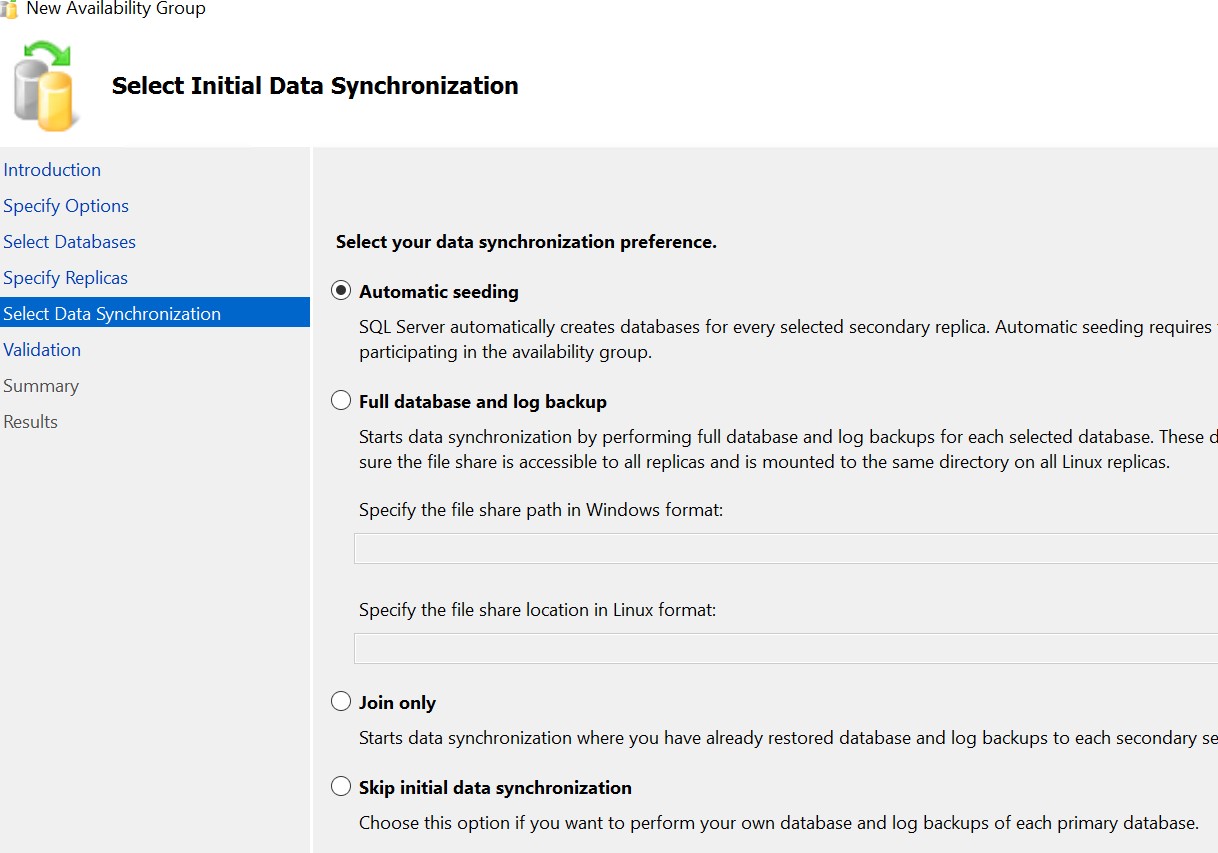 New Availability Group
Select Initial Data Synchronization
Introduction
Specify Options
Select Databases
Specify Replicas
Select Data Synchronization
Validation
Summary
Results
Select your data synchronization preference.
Automatic seeding
SQL Server automatically creates databases for every selected secondary replica. Automatic seeding requires
participating in the availability group.
Full database and log backup
Starts data synchronization by performing full database and log backups for each selected database. These
sure the file share is accessible to all replicas and is mounted to the same directory on all Linux replicas.
Specify the file share path in Windows format:
Specify the file share location in Linux format:
Join only
Starts data synchronization where you have already restored database and log backups to each secondary se
Skip initial data synchronization
Choose this option if you want to perform your own database and log backups of each primary database.